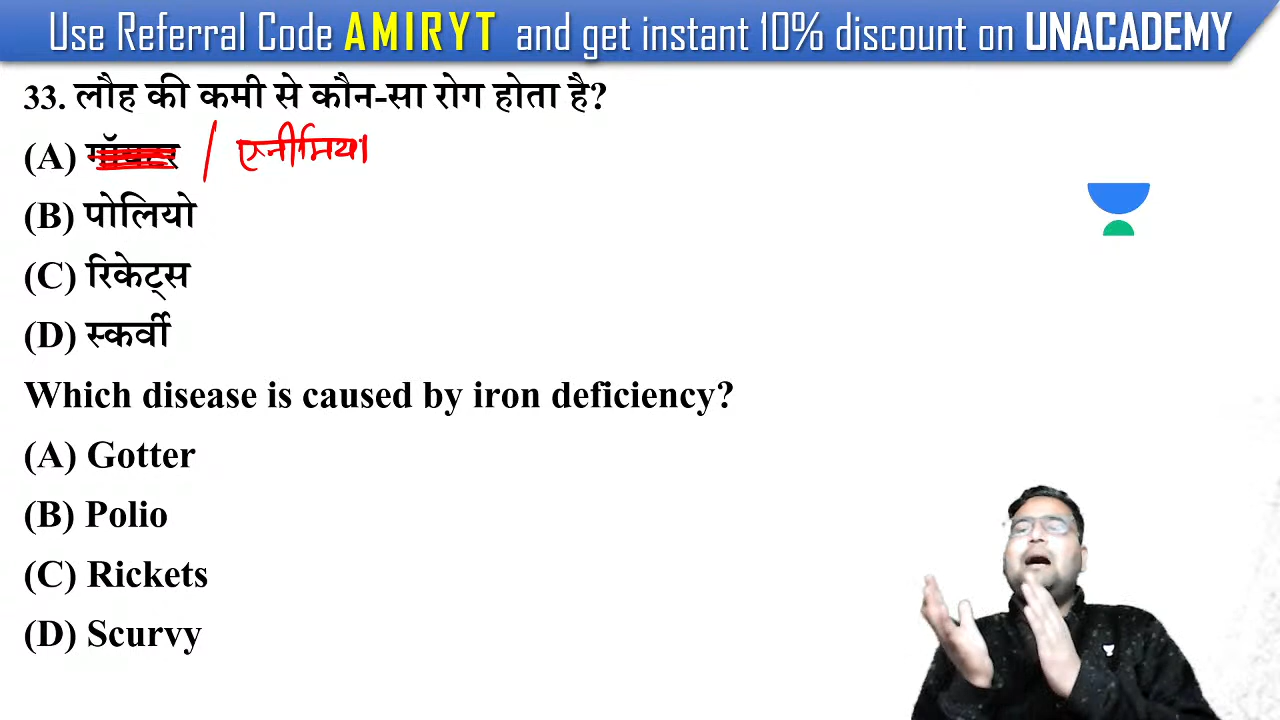 Use Referral Code AMIRYT and get instant 10% discount on UNACADEMY
33. लौह की कमी से कौन-सा रोग होता है?
(A) गॉयटर / एनीमिया
(B) पोलियो
(C) रिकेट्स
(D) स्कर्वी
Which disease is caused by iron deficiency?
(A) Gotter
(B) Polio
(C) Rickets
(D) Scurvy